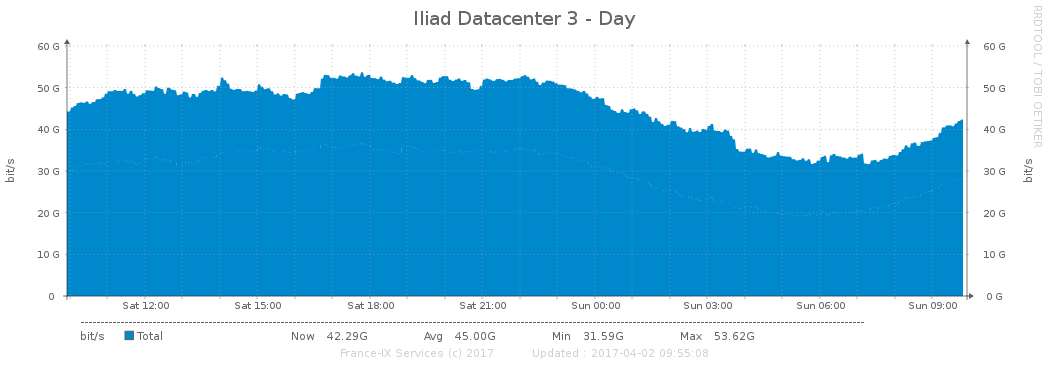 Iliad Datacenter 3 - Day
RRDTOOL / TOBI OETIKER
60 G 60 G
50 G 50 G
40 G 40 G
30 G 30 G
20 G 20 G
10 G 10 G
0 0 G
bit/s bit/s
Sat 12:00 Sat 15:00 Sat 18:00 Sat 21:00 Sun 00:00 Sun 03:00 Sun 06:00 Sun 09:00
bit/s Total Now 42.29G Avg 45.00G Min 31.59G Max 53.62G
France-IX Services (c) 2017 Updated : 2017-04-02 09:55:08